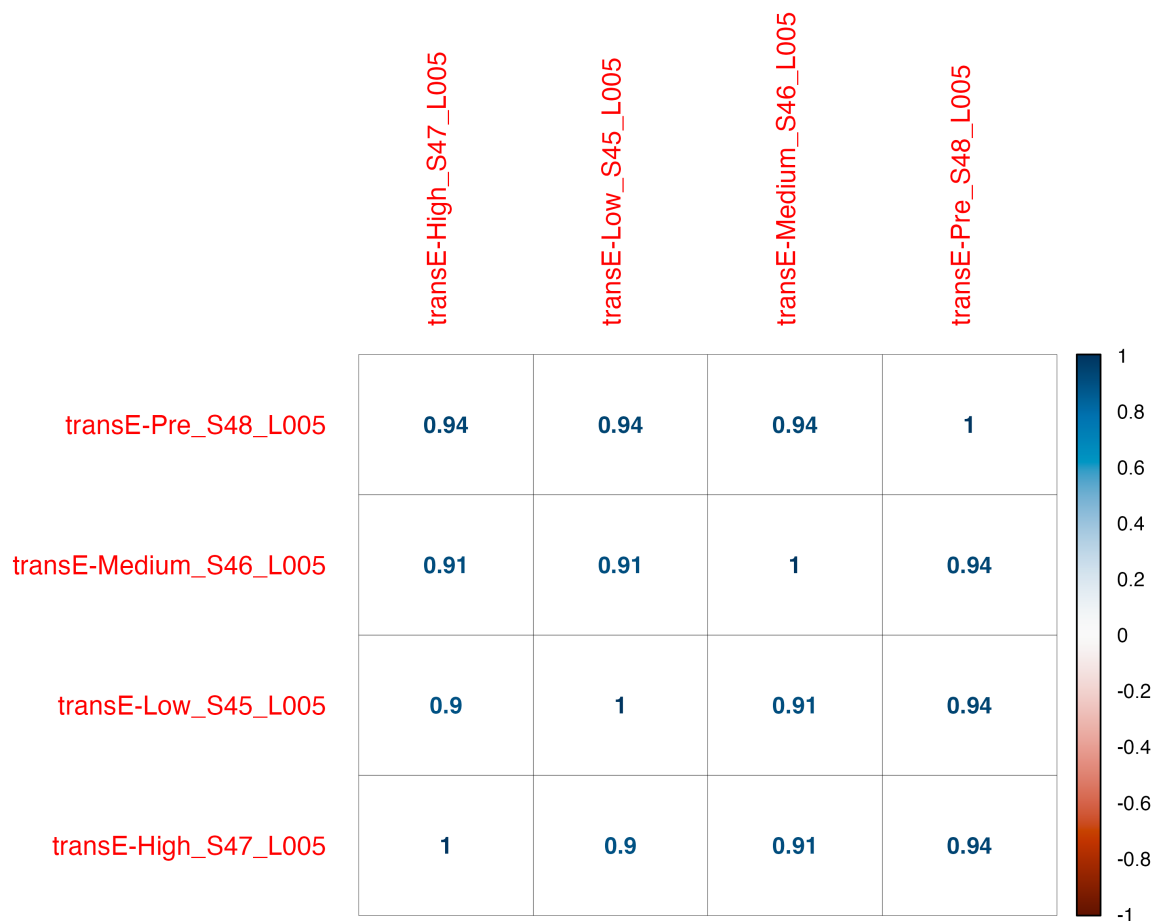 transE-High_S47_L005
transE-Low_S45_L005
transE-Medium_S46_L005
transE-Pre_S48_L005
transE-Pre_S48_L005 0.94 0.94 0.94 1
transE-Medium_S46_L005 0.91 0.91 1 0.94
transE-Low_S45_L005 0.9 1 0.91 0.94
transE-High_S47_L005 1 0.9 0.91 0.94
1
0.8
0.6
0.4
0.2
0
-0.2
-0.4
-0.6
-0.8
-1